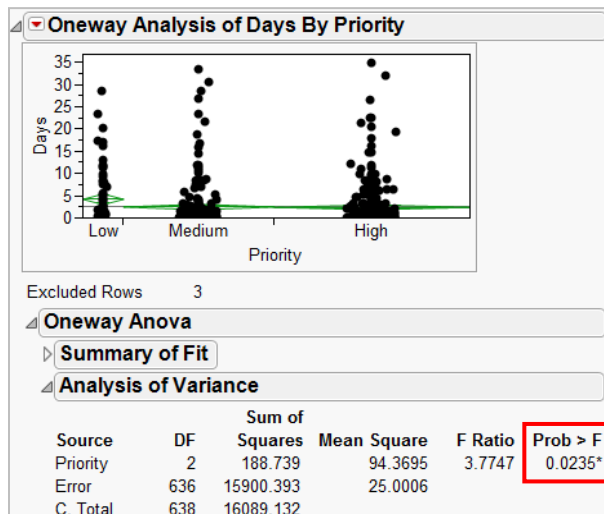 Oneway Analysis of Days By Priority
35
30
25
20
15
10
5
0
Days
Low Medium High
Priority
Excluded Rows 3
Oneway Anova
Summary of Fit
Analysis of Variance
Sum of
Source DF Squares Mean Square F Ratio Prob > F
Priority 2 188.739 94.3695 3.7747 0.0235*
Error 636 15900.393 25.0006
C. Total 638 16089.132